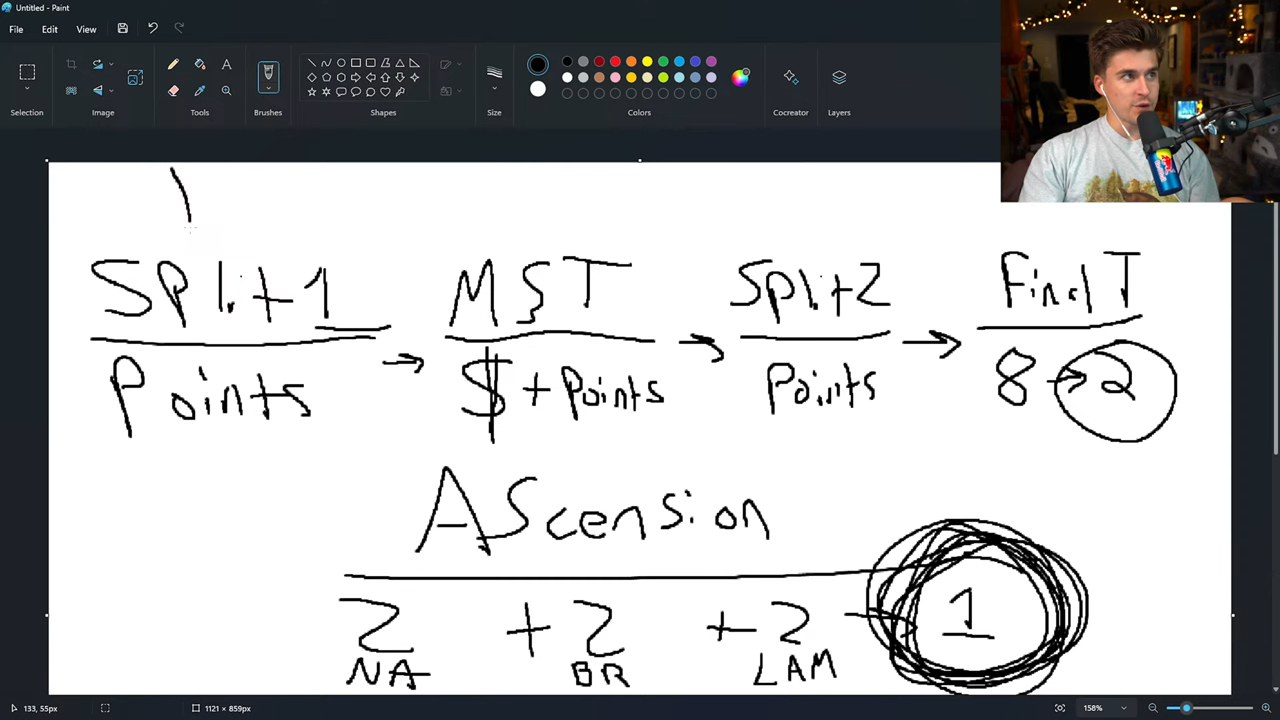 Untitled - Paint
File Edit View
Selection Image Tools Brushes Shapes Size Colors Cocreator Layers
Split 1 MST Split 2 Final T
Points → $ + Points → Points → 8 → 2
Ascension
2 + 2 + 2 → 1
NA BR LAM
133, 55px 1121 × 859px 158%